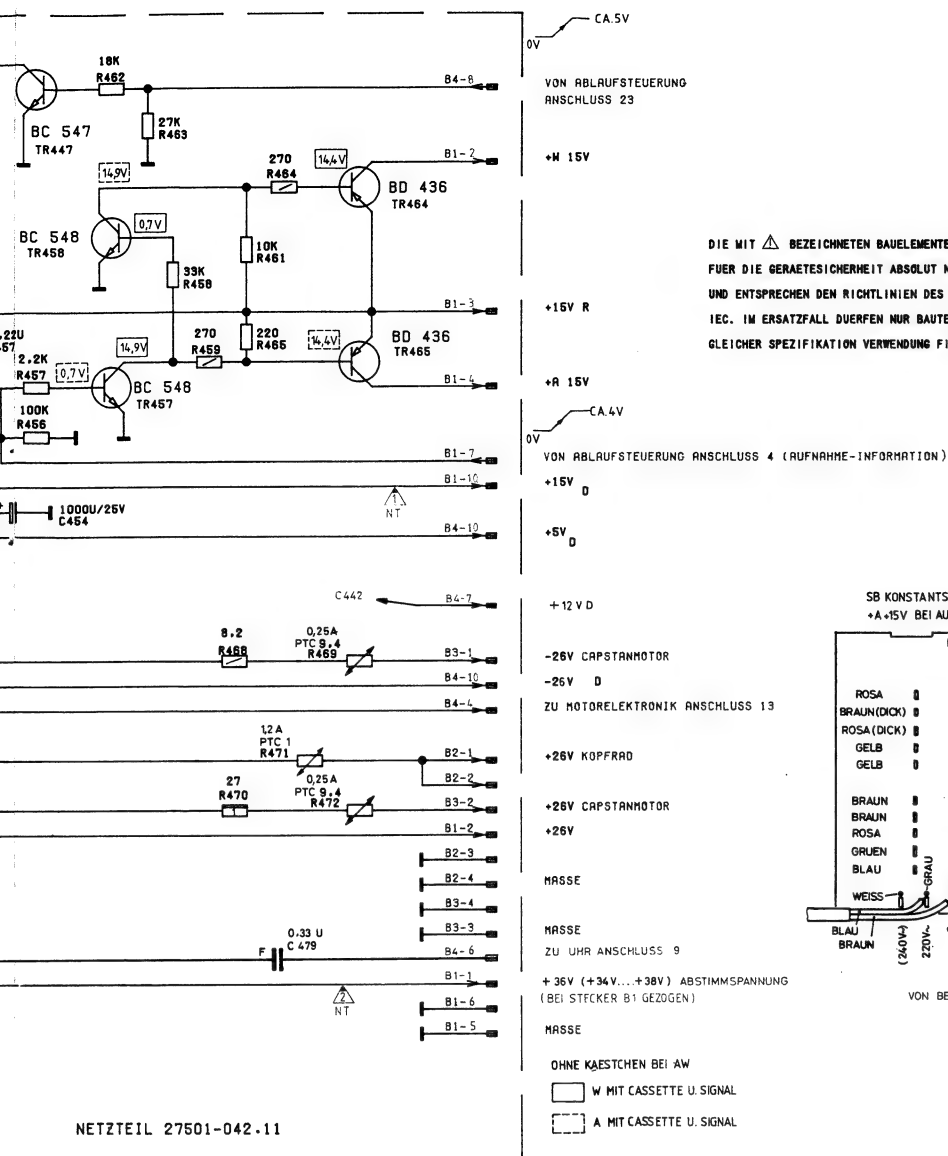 CA.5V
0V
18K
R462
B4-8
VON ABLAUFSTEUERUNG
ANSCHLUSS 23
27K
R463
BC 547
TR447
14,9V
270
R464
14,4V
B1-2
+W 15V
BD 436
TR464
BC 548
TR458
0,7V
10K
R461
33K
R458
DIE MIT BEZEICHNETEN BAUELEMENTE
FUER DIE GERAETESICHERHEIT ABSOLUT
UND ENTSPRECHEN DEN RICHTLINIEN DES
IEC. IM ERSATZFALL DUERFEN NUR
GLEICHER SPEZIFIKATION VERWENDUNG
B1-3
+15V R
,22U
57
2.2K
R457
0,7V
14,9V
270
R459
220
R465
14,4V
BD 436
TR465
BC 548
TR457
B1-4
+A 15V
100K
R456
CA.4V
0V
B1-7
VON ABLAUFSTEUERUNG ANSCHLUSS 4 (AUFNAHME-INFORMATION)
B1-10
+15V D
1
NT
+
1000U/25V
C454
B4-10
+5V D
C442
B4-7
+12 V D
SB
+A+15V BEI
8.2
R468
0,25A
PTC 9.4
R469
B3-1
-26V CAPSTANMOTOR
B4-10
-26V D
B4-4
ZU MOTORELEKTRONIK ANSCHLUSS 13
1,2 A
PTC 1
R471
B2-1
+26V KOPFRAD
B2-2
27
R470
0,25A
PTC 9.4
R472
B3-2
+26V CAPSTANMOTOR
B1-2
+26V
B2-3
B2-4
MASSE
B3-4
B3-3
MASSE
0.33 U
C 479
F
B4-6
ZU UHR ANSCHLUSS 9
B1-1
+ 36V (+34V....+38V) ABSTIMMSPANNUNG
(BEI STECKER B1 GEZOGEN)
2
NT
B1-6
B1-5
MASSE
ROSA
BRAUN(DICK)
ROSA(DICK)
GELB
GELB
BRAUN
BRAUN
ROSA
GRUEN
BLAU
WEISS
GRAU
BLAU
BRAUN
(240V~)
220V~
VON
OHNE KAESTCHEN BEI AW
W MIT CASSETTE U. SIGNAL
A MIT CASSETTE U. SIGNAL
NETZTEIL 27501-042.11